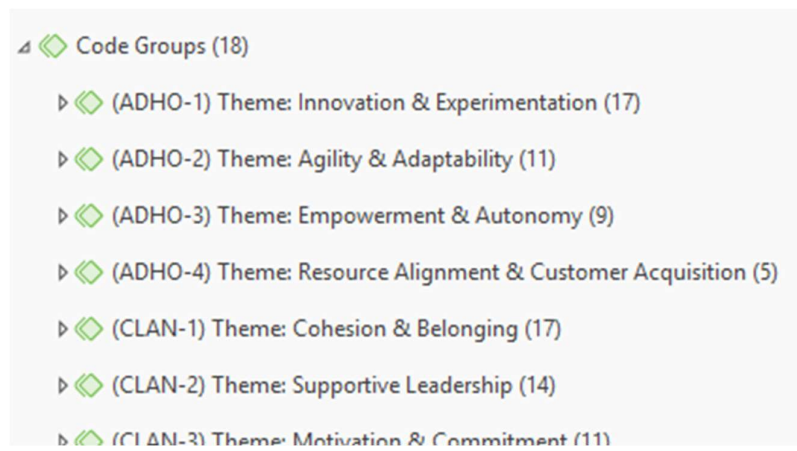 Code Groups (18)
(ADHO-1) Theme: Innovation & Experimentation (17)
(ADHO-2) Theme: Agility & Adaptability (11)
(ADHO-3) Theme: Empowerment & Autonomy (9)
(ADHO-4) Theme: Resource Alignment & Customer Acquisition (5)
(CLAN-1) Theme: Cohesion & Belonging (17)
(CLAN-2) Theme: Supportive Leadership (14)
(CLAN-3) Theme: Motivation & Commitment (11)